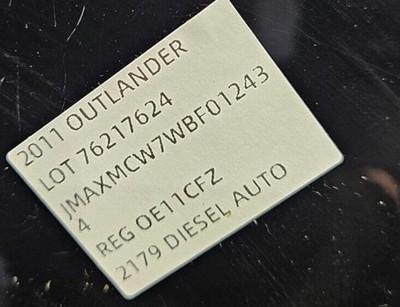 2011 OUTLANDER
LOT 76217624
JMAXMCW7WBF01243
4
REG OE11CFZ
2179 DIESEL AUTO